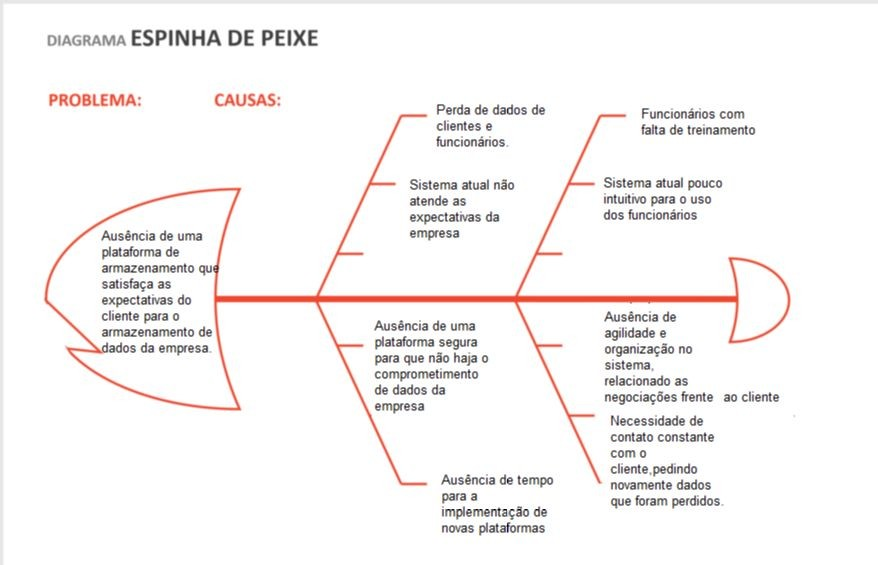 DIAGRAMA ESPINHA DE PEIXE
PROBLEMA:
CAUSAS:
Ausência de uma
plataforma de
armazenamento que
satisfaça as
expectativas do
cliente para o
armazenamento de
dados da empresa.
Perda de dados de
clientes e
funcionários.
Sistema atual não
atende as
expectativas da
empresa
Funcionários com
falta de treinamento
Sistema atual pouco
intuitivo para o uso
dos funcionários
Ausência de uma
plataforma segura
para que não haja o
comprometimento
de dados da
empresa
Ausência de tempo
para a
implementação de
novas plataformas
Ausência de
agilidade e
organização no
sistema,
relacionado as
negociações frente ao cliente
Necessidade de
contato constante
com o
cliente,pedindo
novamente dados
que foram perdidos.